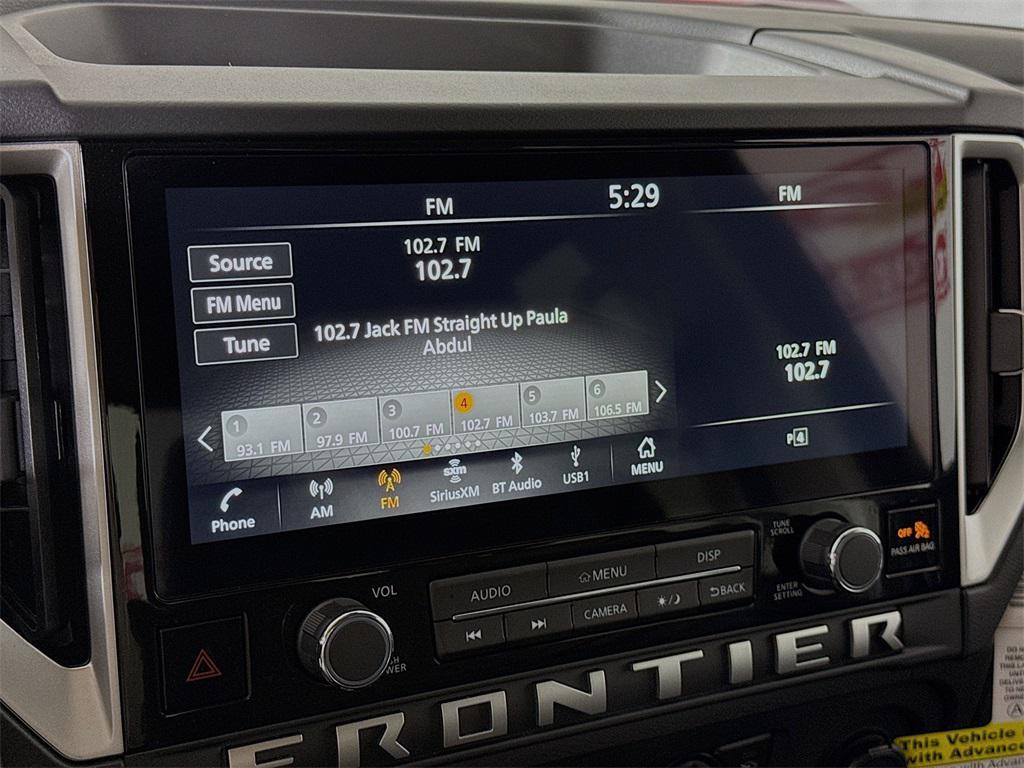 FM
5:29
FM
102.7 FM
102.7
Source
FM Menu
Tune
102.7 Jack FM Straight Up Paula
Abdul
102.7 FM
102.7
1
93.1 FM
2
97.9 FM
3
100.7 FM
4
102.7 FM
5
103.7 FM
6
106.5 FM
P4
Phone
AM
FM
sxm
SiriusXM
BT Audio
USB1
MENU
VOL
AUDIO
MENU
DISP
CAMERA
BACK
TUNE
SCROLL
ENTER
SETTING
OFF
PASS AIR BAG
FRONTIER
This Vehicle
with Advance